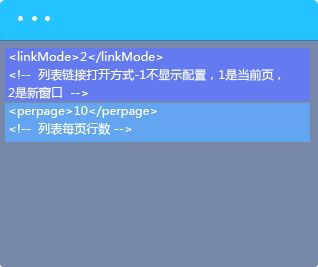 <linkMode>2</linkMode>
<!-- 列表链接打开方式-1不显示配置，1是当前页，
2是新窗口 -->
<perpage>10</perpage>
<!-- 列表每页行数 -->